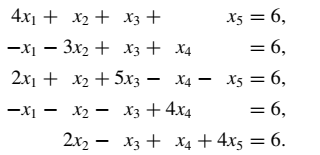 4x₁ + x₂ + x₃ + x₅ = 6,
−x₁ − 3x₂ + x₃ + x₄ = 6,
2x₁ + x₂ + 5x₃ − x₄ − x₅ = 6,
−x₁ − x₂ − x₃ + 4x₄ = 6,
2x₂ − x₃ + x₄ + 4x₅ = 6.